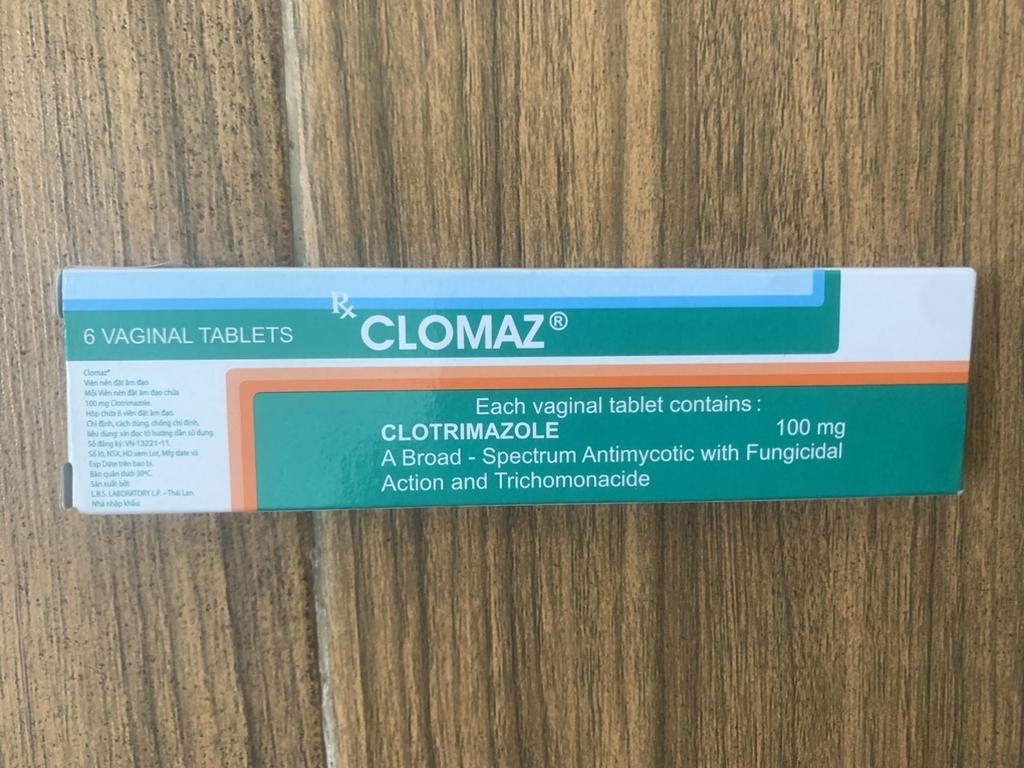 6 VAGINAL TABLETS
Rx CLOMAZ®
Clomaz®
Viên nén đặt âm đạo
Mỗi Viên nén đặt âm đạo chứa
100 mg Clotrimazole.
Hộp chứa 6 viên đặt âm đạo.
Chỉ định, cách dùng, chống chỉ định,
liều dùng: xin đọc tờ hướng dẫn sử dụng.
Số đăng ký: VN-13221-11.
Số lô, NSX, HD xem Lot, Mfg date và
Exp Date trên bao bì.
Bảo quản dưới 30ºC.
Sản xuất bởi:
L.B.S. LABORATORY L.P. – Thái Lan.
Nhà nhập khẩu:
Each vaginal tablet contains :
CLOTRIMAZOLE 100 mg
A Broad - Spectrum Antimycotic with Fungicidal
Action and Trichomonacide